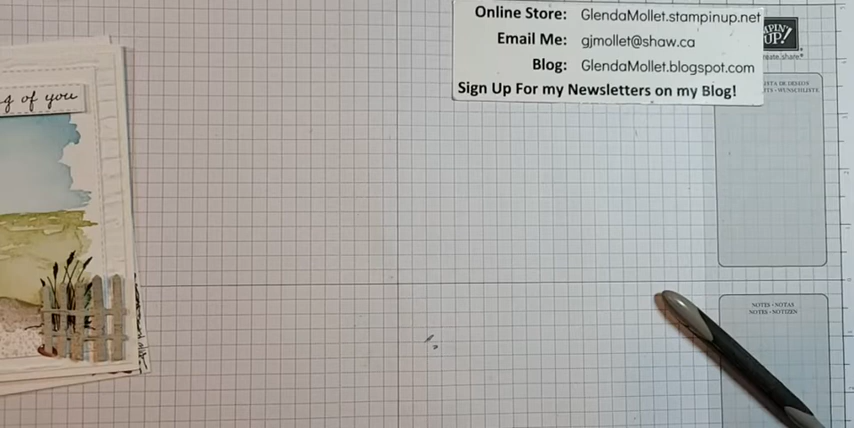 Online Store: GlendaMollet.stampinup.net
Email Me: gjmollet@shaw.ca
Blog: GlendaMollet.blogspot.com
Sign Up For my Newsletters on my Blog!
UP!
g of you
NOTES • NOTAS
NOTES • NOTIZEN